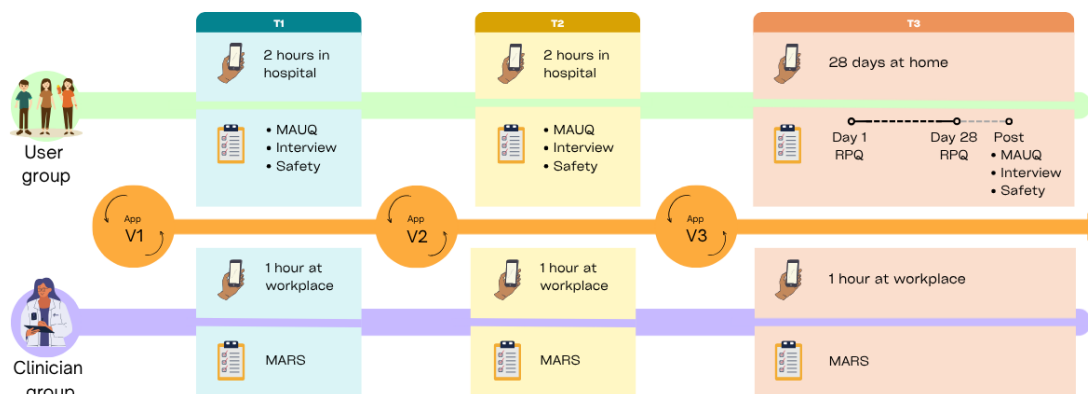 T1
T2
T3
2 hours in
hospital
2 hours in
hospital
28 days at home
User
group
• MAUQ
• Interview
• Safety
• MAUQ
• Interview
• Safety
Day 1
RPQ
Day 28
RPQ
Post
• MAUQ
• Interview
• Safety
App
V1
App
V2
App
V3
1 hour at
workplace
1 hour at
workplace
1 hour at workplace
Clinician
group
MARS
MARS
MARS